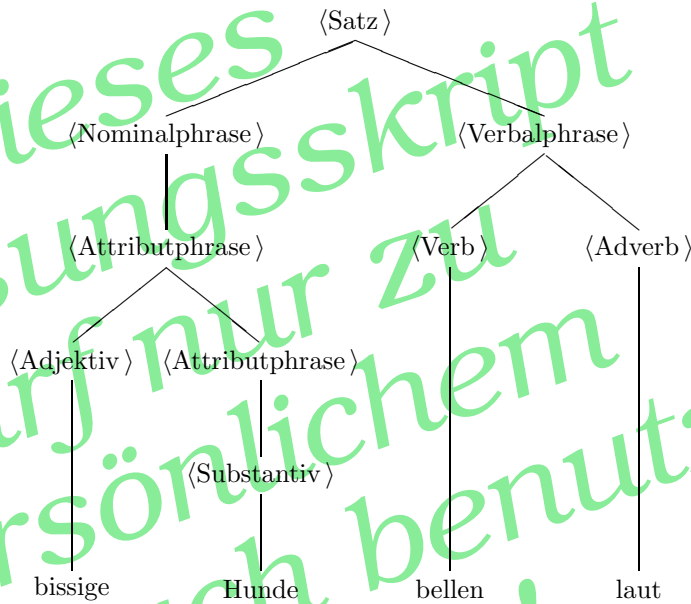 ⟨Satz⟩
⟨Nominalphrase⟩ ⟨Verbalphrase⟩
⟨Attributphrase⟩ ⟨Verb⟩ ⟨Adverb⟩
⟨Adjektiv⟩ ⟨Attributphrase⟩
⟨Substantiv⟩
bissige Hunde bellen laut
ieses
ungsskript
rf nur zu
rsönlichem
ch benut